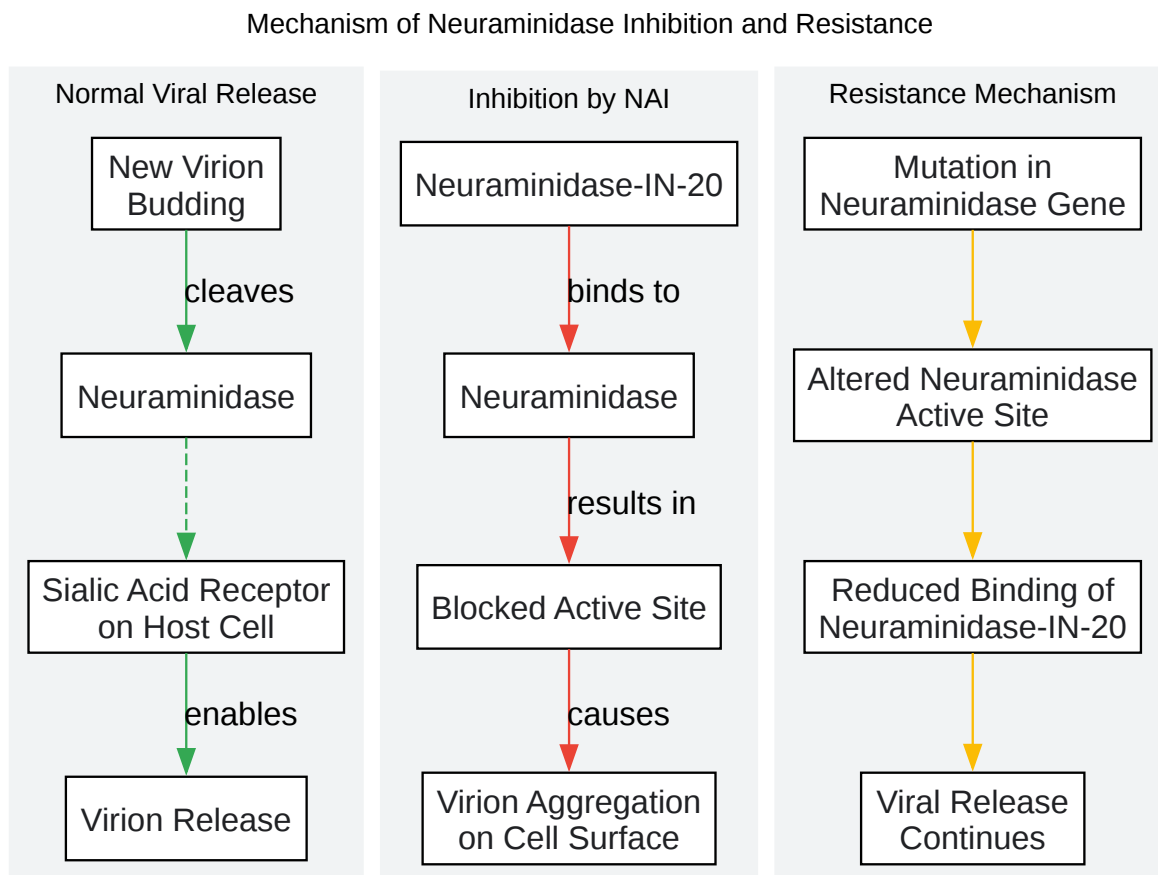 Mechanism of Neuraminidase Inhibition and Resistance
Normal Viral Release
New Virion
Budding
cleaves
Neuraminidase
Sialic Acid Receptor
on Host Cell
enables
Virion Release
Inhibition by NAI
Neuraminidase-IN-20
binds to
Neuraminidase
results in
Blocked Active Site
causes
Virion Aggregation
on Cell Surface
Resistance Mechanism
Mutation in
Neuraminidase Gene
Altered Neuraminidase
Active Site
Reduced Binding of
Neuraminidase-IN-20
Viral Release
Continues